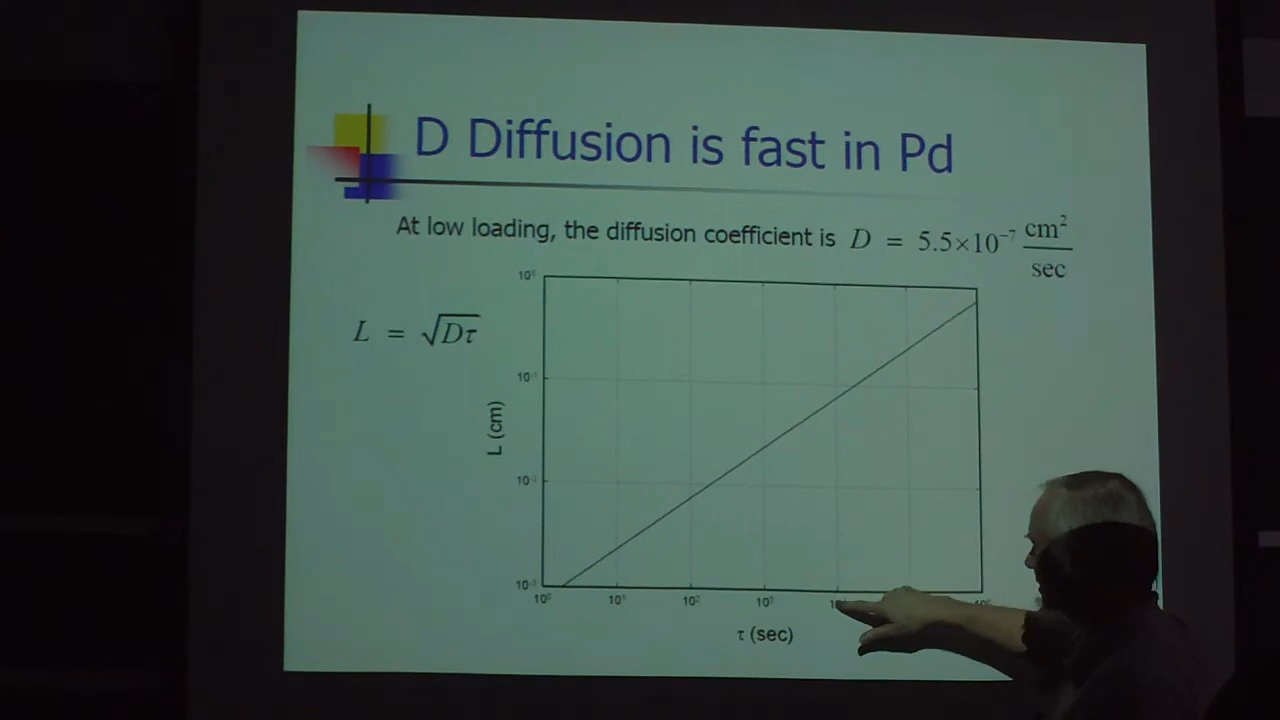 D Diffusion is fast in Pd
At low loading, the diffusion coefficient is D = 5.5×10⁻⁷ cm²/sec
L = √Dτ
10⁰
10⁻¹
10⁻²
10⁻³
L (cm)
10⁰ 10¹ 10² 10³
τ (sec)